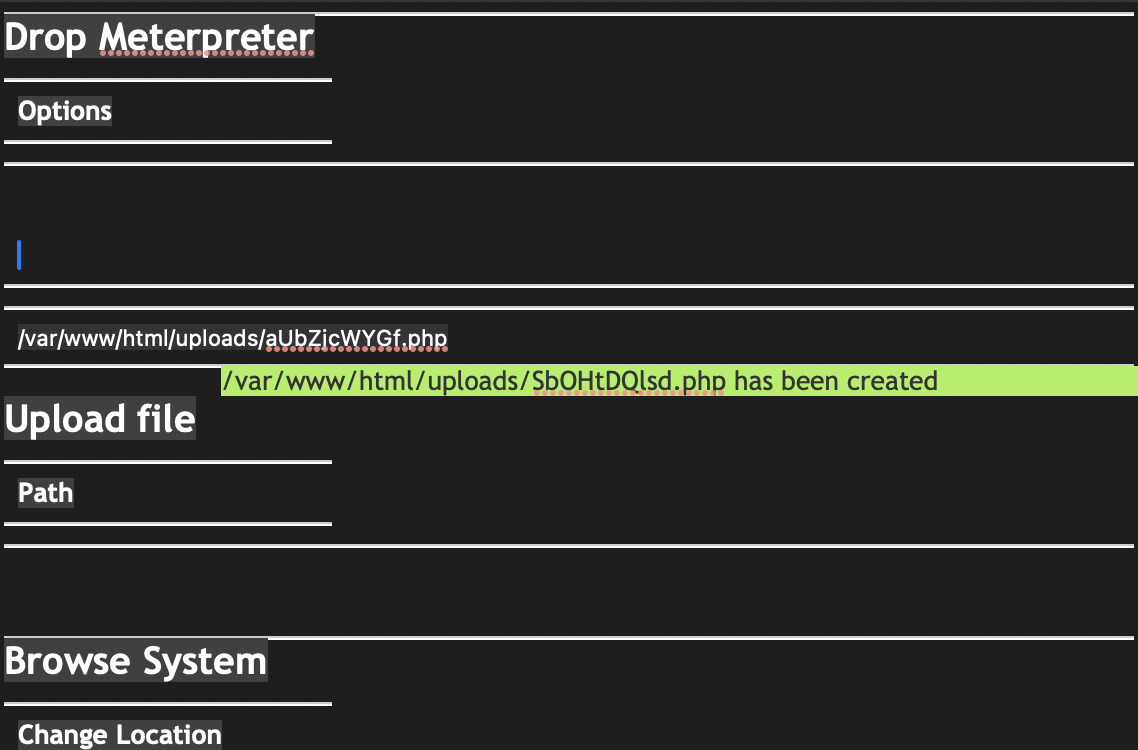 Drop Meterpreter
Options
/var/www/html/uploads/aUbZjcWYGf.php
/var/www/html/uploads/SbOHtDQlsd.php has been created
Upload file
Path
Browse System
Change Location